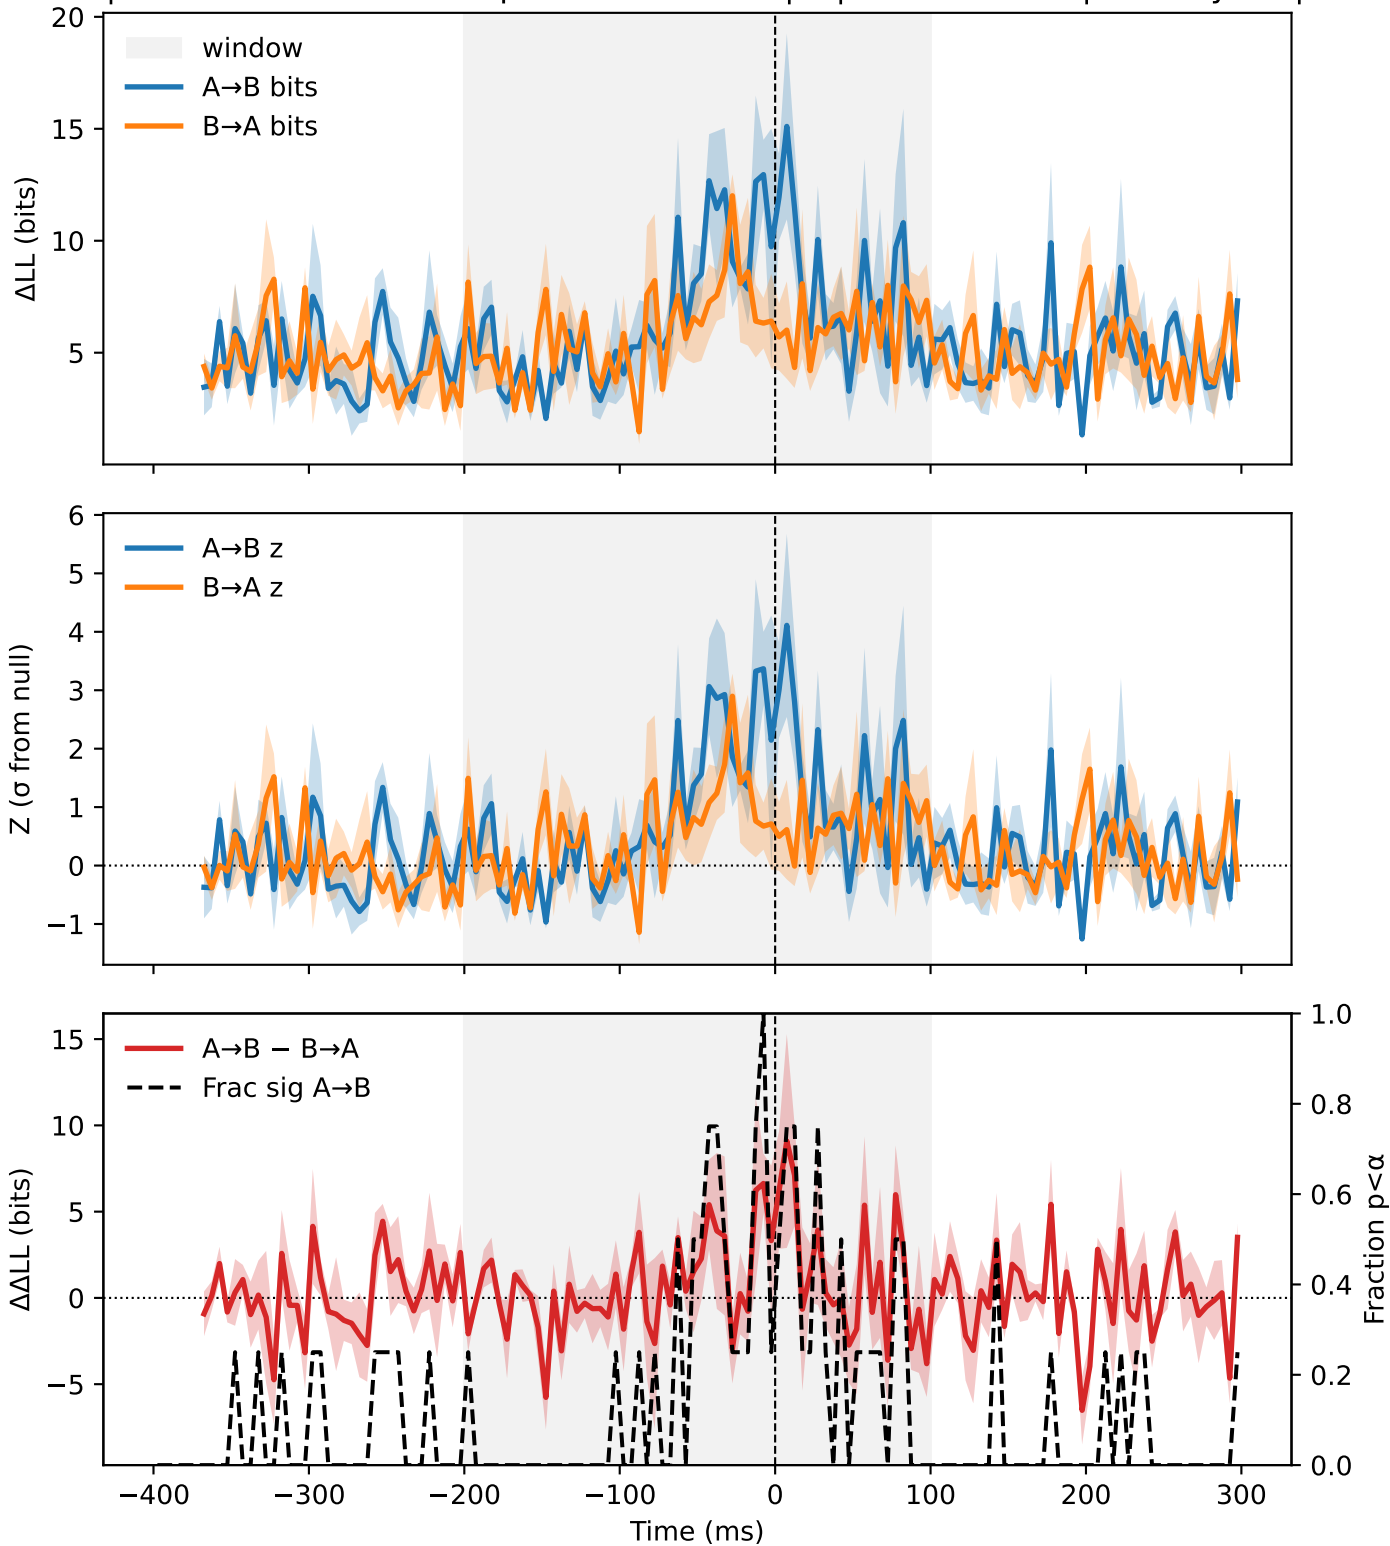 20
15
10
5
ΔLL (bits)
window
A→B bits
B→A bits
6
5
4
3
2
1
0
−1
Z (σ from null)
A→B z
B→A z
15
10
5
0
−5
ΔΔLL (bits)
A→B − B→A
Frac sig A→B
1.0
0.8
0.6
0.4
0.2
0.0
Fraction p<α
−400 −300 −200 −100 0 100 200 300
Time (ms)